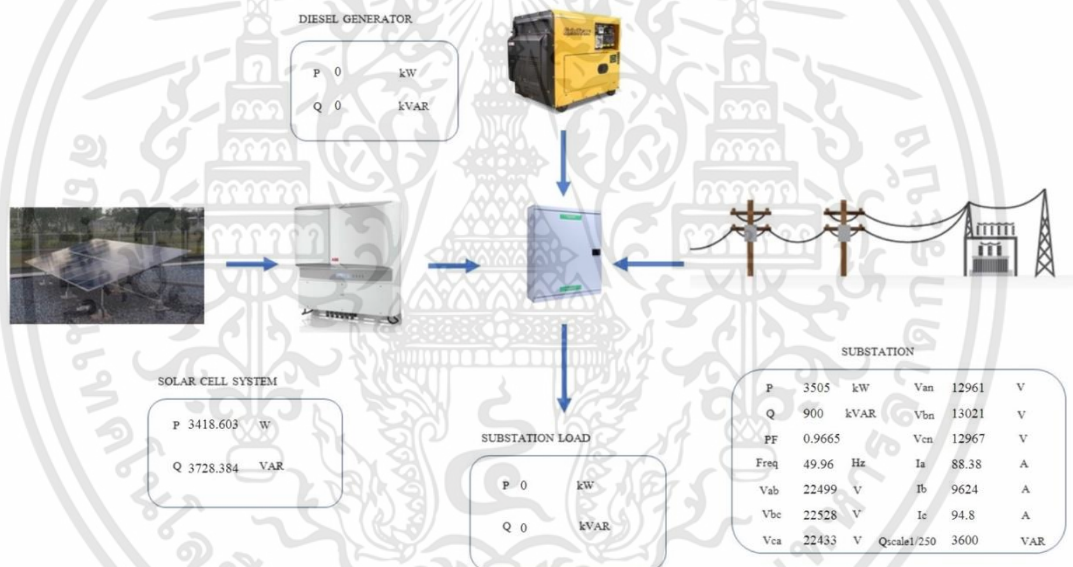 DIESEL GENERATOR
P 0 kW
Q 0 kVAR
SOLAR CELL SYSTEM
P 3418.603 W
Q 3728.384 VAR
SUBSTATION LOAD
P 0 kW
Q 0 kVAR
SUBSTATION
P 3505 kW Van 12961 V
Q 900 kVAR Vbn 13021 V
PF 0.9665 Vcn 12967 V
Freq 49.96 Hz Ia 88.38 A
Vab 22499 V Ib 9624 A
Vbc 22528 V Ic 94.8 A
Vca 22433 V Qscale1/250 3600 VAR